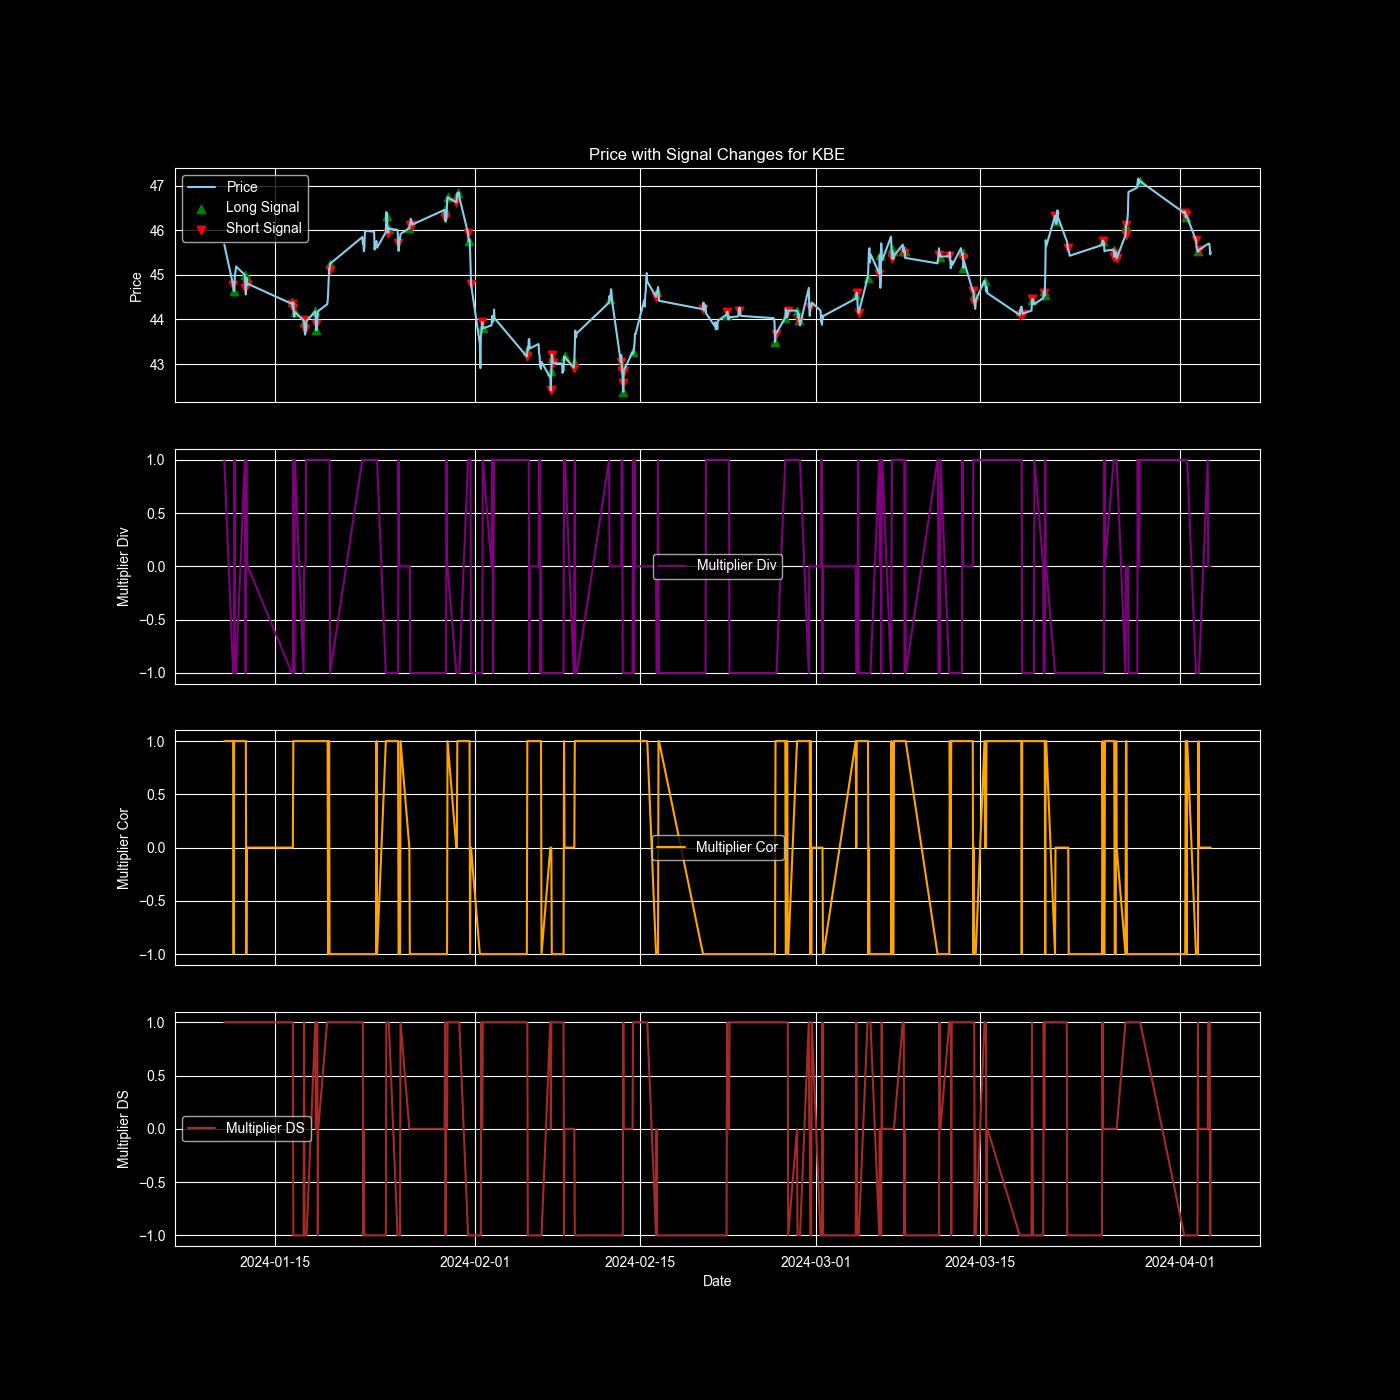 Price with Signal Changes for KBE
Price
Long Signal
Short Signal
47
46
45
44
43
Price
1.0
0.5
0.0
−0.5
−1.0
Multiplier Div
Multiplier Div
1.0
0.5
0.0
−0.5
−1.0
Multiplier Cor
Multiplier Cor
1.0
0.5
0.0
−0.5
−1.0
Multiplier DS
Multiplier DS
2024-01-15 2024-02-01 2024-02-15 2024-03-01 2024-03-15 2024-04-01
Date